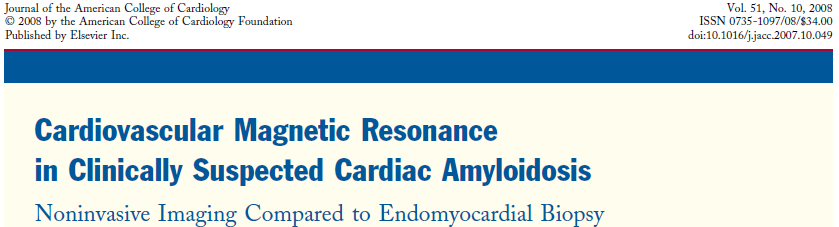 Journal of the American College of Cardiology
Vol. 51, No. 10, 2008
© 2008 by the American College of Cardiology Foundation
ISSN 0735-1097/08/$34.00
Published by Elsevier Inc.
doi:10.1016/j.jacc.2007.10.049
Cardiovascular Magnetic Resonance
in Clinically Suspected Cardiac Amyloidosis
Noninvasive Imaging Compared to Endomyocardial Biopsy